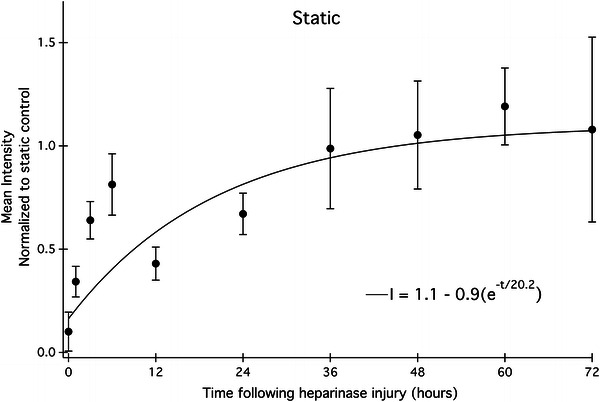 Static
Mean Intensity
Normalized to static control
1.5
1.0
0.5
0.0
I = 1.1 - 0.9(e^-t/20.2)
0 12 24 36 48 60 72
Time following heparinase injury (hours)